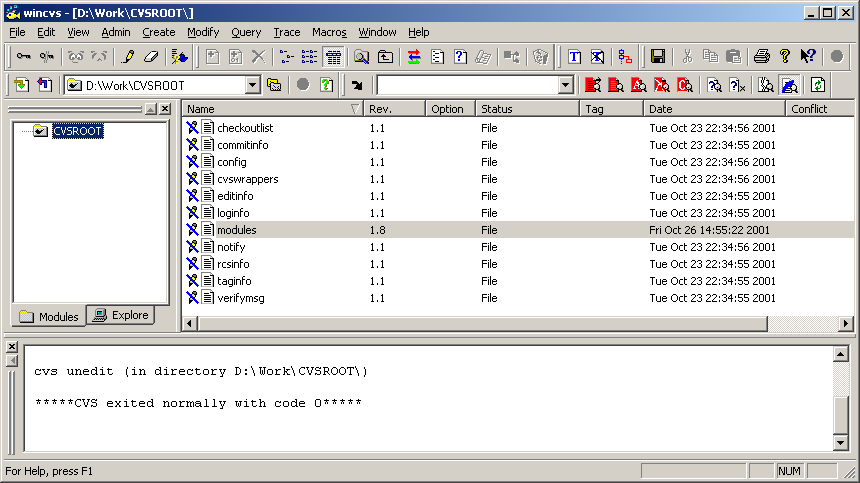 wincvs - [D:\Work\CVSROOT\]
File Edit View Admin Create Modify Query Trace Macros Window Help
D:\Work\CVSROOT
CVSROOT
Modules Explore
Name Rev. Option Status Tag Date Conflict
checkoutlist 1.1 File Tue Oct 23 22:34:56 2001
commitinfo 1.1 File Tue Oct 23 22:34:55 2001
config 1.1 File Tue Oct 23 22:34:56 2001
cvswrappers 1.1 File Tue Oct 23 22:34:56 2001
editinfo 1.1 File Tue Oct 23 22:34:55 2001
loginfo 1.1 File Tue Oct 23 22:34:55 2001
modules 1.8 File Fri Oct 26 14:55:22 2001
notify 1.1 File Tue Oct 23 22:34:56 2001
rcsinfo 1.1 File Tue Oct 23 22:34:55 2001
taginfo 1.1 File Tue Oct 23 22:34:55 2001
verifymsg 1.1 File Tue Oct 23 22:34:55 2001
cvs unedit (in directory D:\Work\CVSROOT\)
*****CVS exited normally with code 0*****
For Help, press F1
NUM